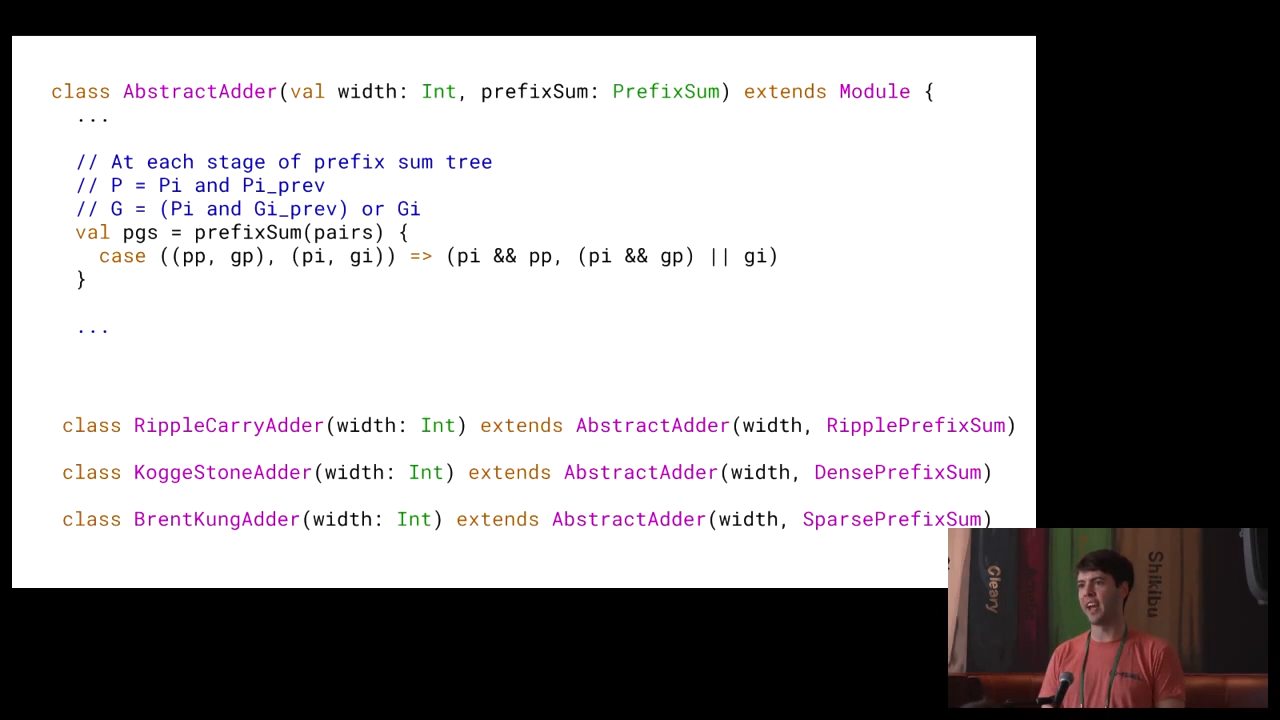 class AbstractAdder(val width: Int, prefixSum: PrefixSum) extends Module {
...
// At each stage of prefix sum tree
// P = Pi and Pi_prev
// G = (Pi and Gi_prev) or Gi
val pgs = prefixSum(pairs) {
case ((pp, gp), (pi, gi)) => (pi && pp, (pi && gp) || gi)
}
...
class RippleCarryAdder(width: Int) extends AbstractAdder(width, RipplePrefixSum)
class KoggeStoneAdder(width: Int) extends AbstractAdder(width, DensePrefixSum)
class BrentKungAdder(width: Int) extends AbstractAdder(width, SparsePrefixSum)
Cleary
Shikibu